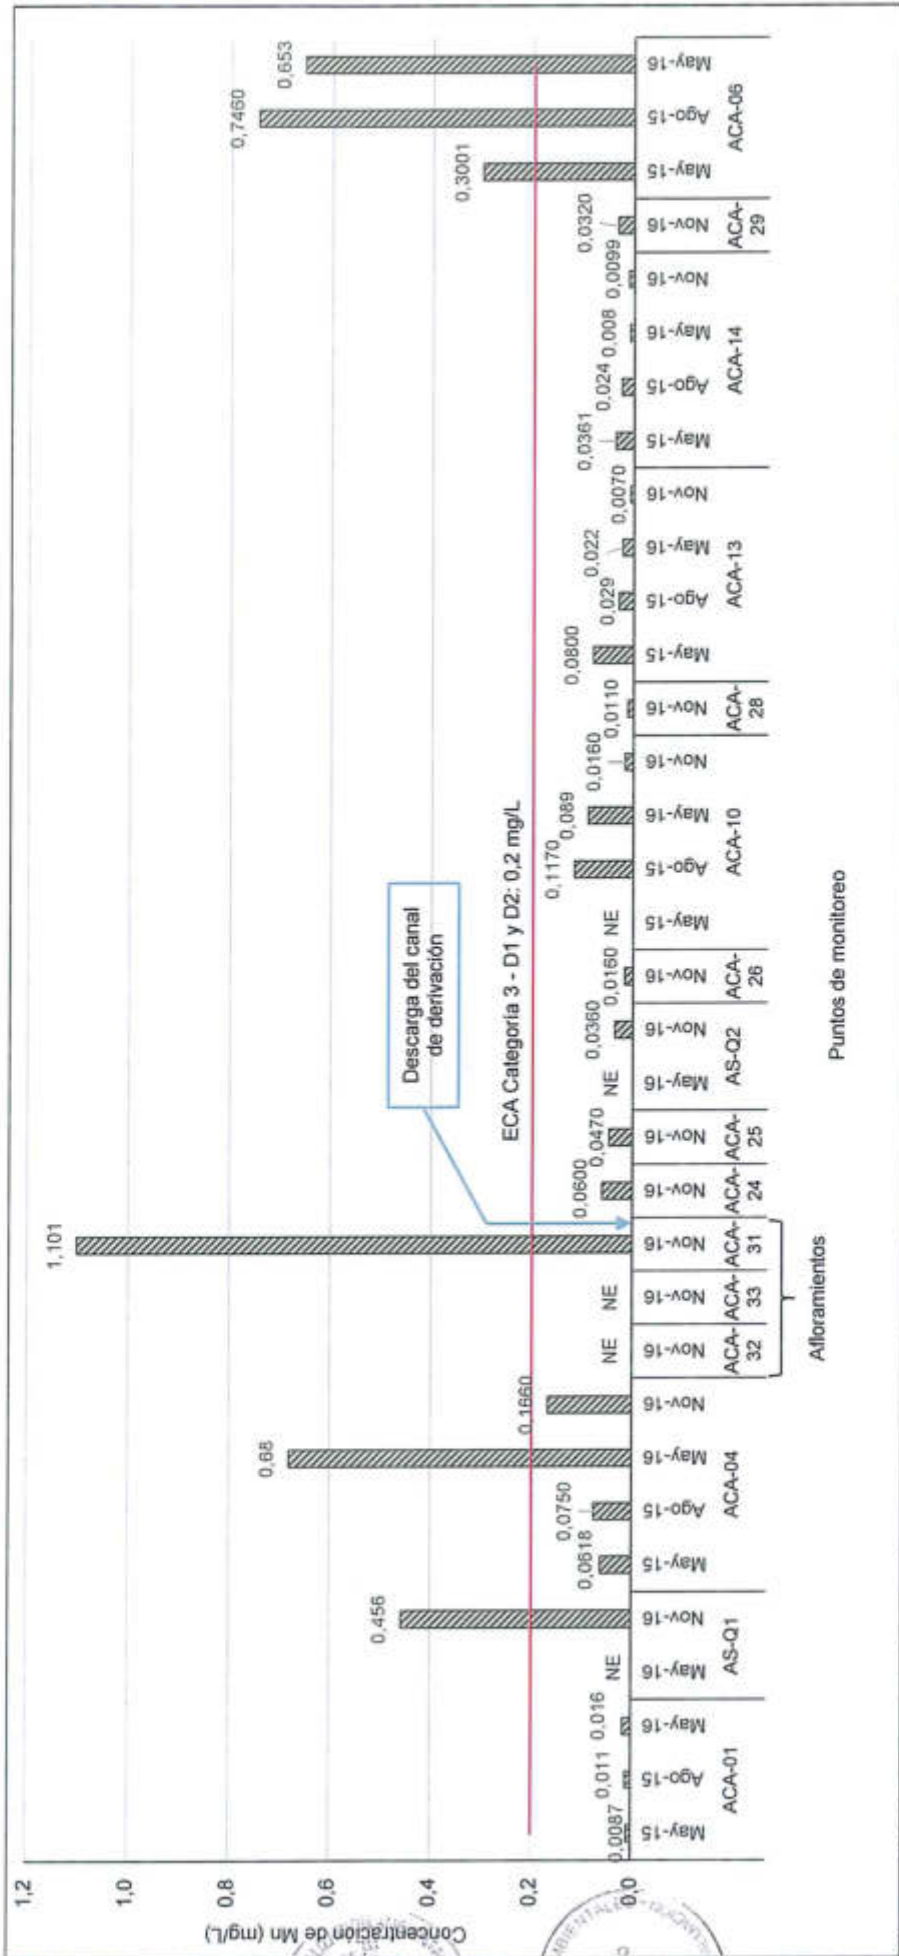 Concentración de Mn (mg/L)
1,2
1,0
0,8
0,6
0,4
0,2
0,0
0,0087
0,011
0,016
NE
0,456
0,0618
0,0750
0,68
0,1660
NE
NE
1,101
0,0600
0,0470
NE
0,0360
0,0160
NE
0,1170
0,089
0,0160
0,0110
0,0800
0,029
0,022
0,0070
0,0361
0,024
0,008
0,0099
0,0320
0,3001
0,7460
0,653
Descarga del canal
de derivación
ECA Categoría 3 - D1 y D2: 0,2 mg/L
May-15
Ago-15
May-16
May-16
Nov-16
May-15
Ago-15
May-16
Nov-16
Nov-16
Nov-16
Nov-16
Nov-16
Nov-16
May-16
Nov-16
Nov-16
May-15
Ago-15
May-16
Nov-16
Nov-16
May-15
Ago-15
May-16
Nov-16
May-15
Ago-15
May-16
Nov-16
Nov-16
May-15
Ago-15
May-16
ACA-01
AS-Q1
ACA-04
ACA-32
ACA-33
ACA-31
ACA-24
ACA-25
AS-Q2
ACA-26
ACA-10
ACA-28
ACA-13
ACA-14
ACA-29
ACA-06
Afloramientos
Puntos de monitoreo